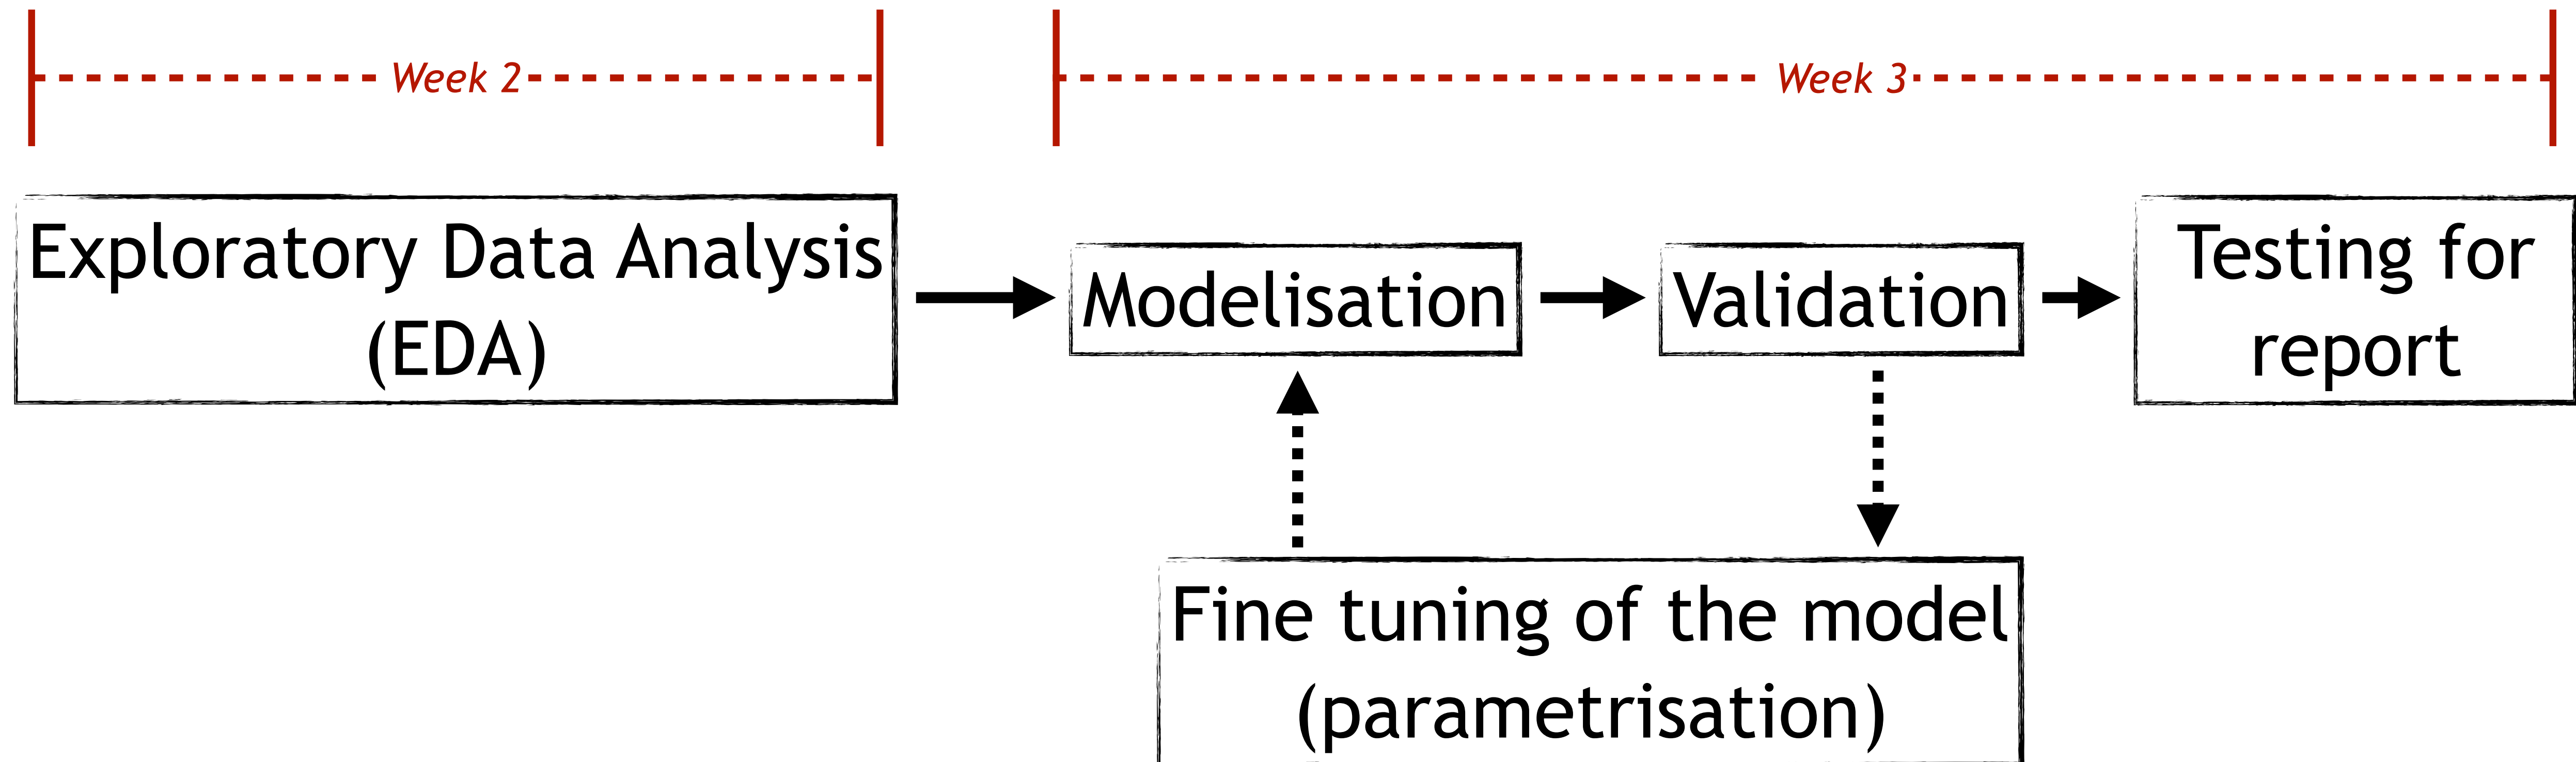 Week 2
Week 3
Exploratory Data Analysis
(EDA)
Modelisation
Validation
Testing for
report
Fine tuning of the model
(parametrisation)